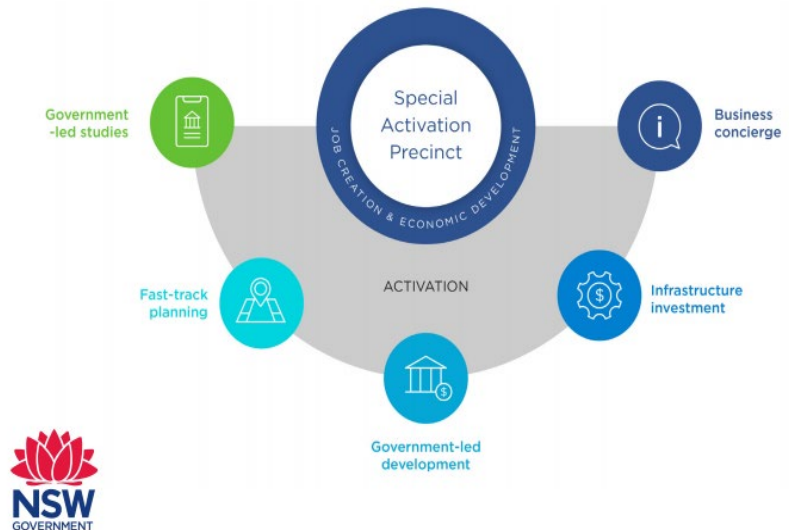 Special
Activation
Precinct
JOB CREATION & ECONOMIC DEVELOPMENT
Government
-led studies
Business
concierge
i
ACTIVATION
Fast-track
planning
$
Infrastructure
investment
$
Government-led
development
NSW
GOVERNMENT